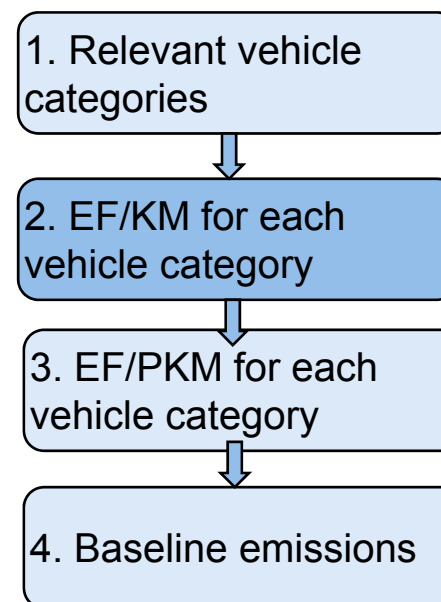 1. Relevant vehicle
categories
2. EF/KM for each
vehicle category
3. EF/PKM for each
vehicle category
4. Baseline emissions